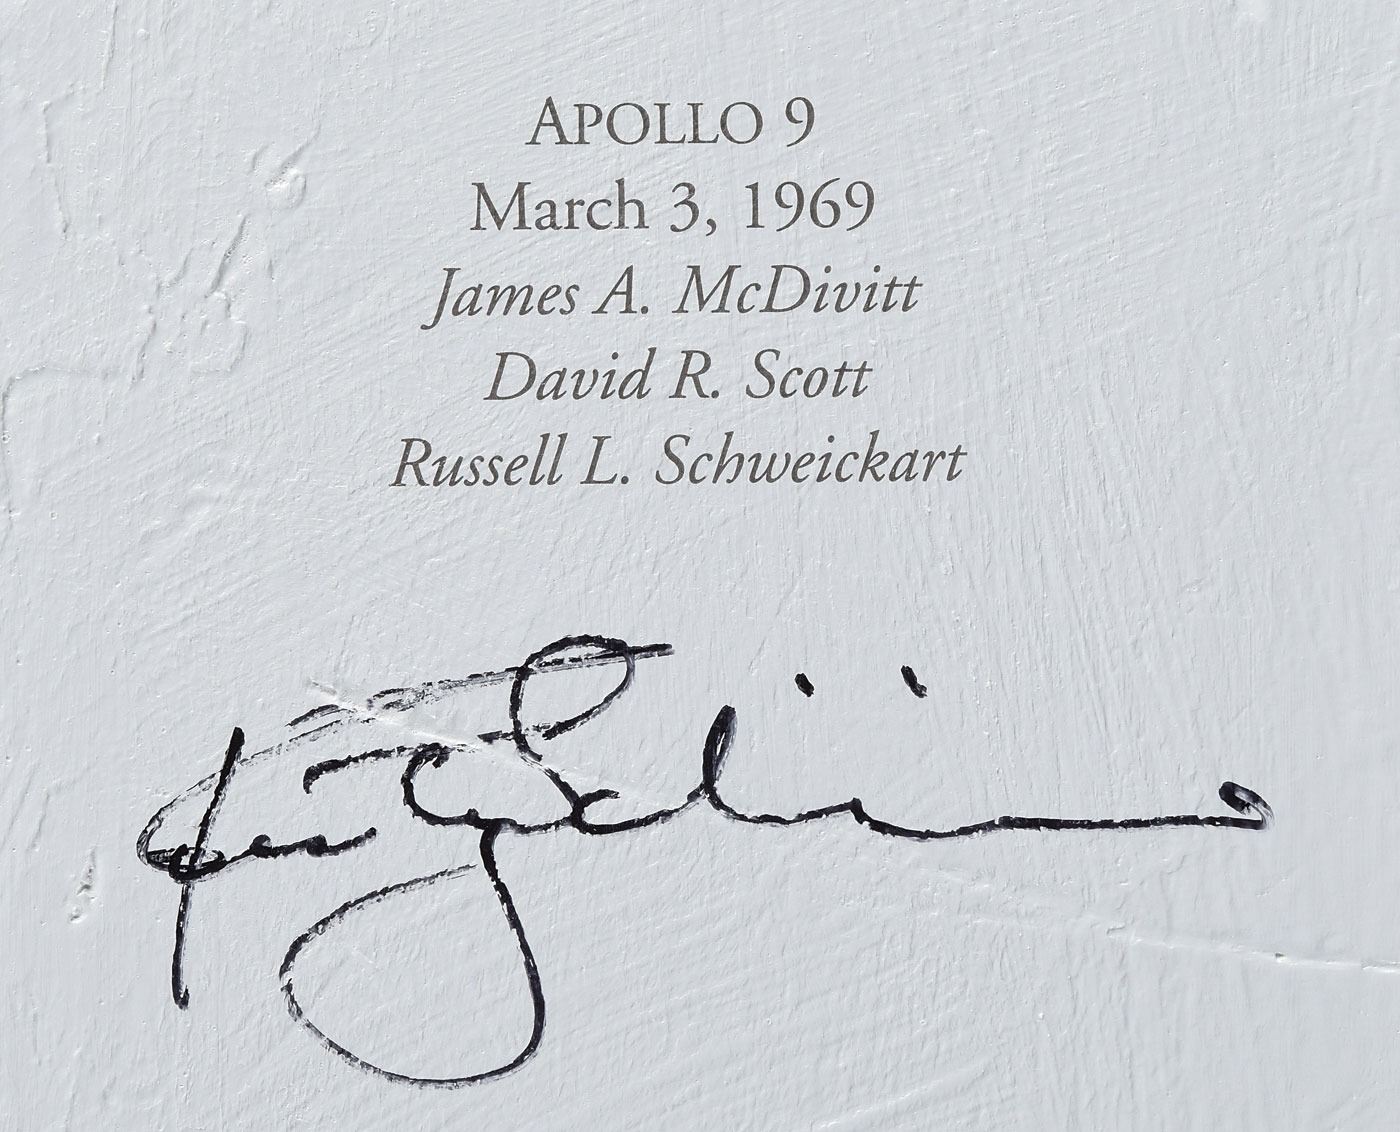 APOLLO 9
March 3, 1969
James A. McDivitt
David R. Scott
Russell L. Schweickart